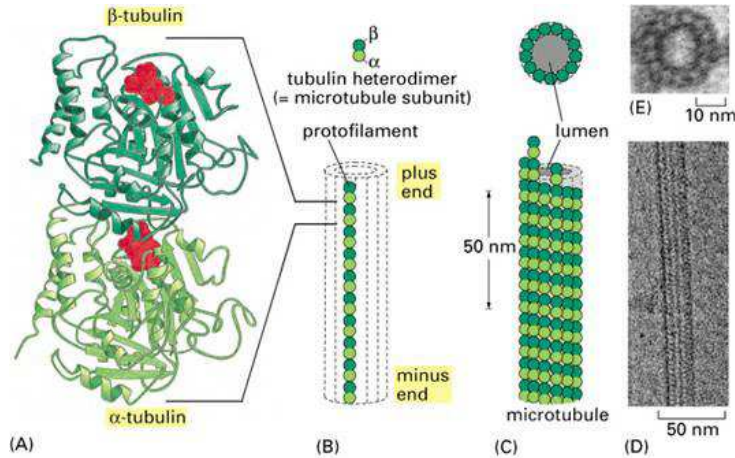 β-tubulin
α-tubulin
(A)
β
α
tubulin heterodimer
(= microtubule subunit)
protofilament
plus
end
minus
end
(B)
lumen
50 nm
microtubule
(C)
(E)
10 nm
50 nm
(D)